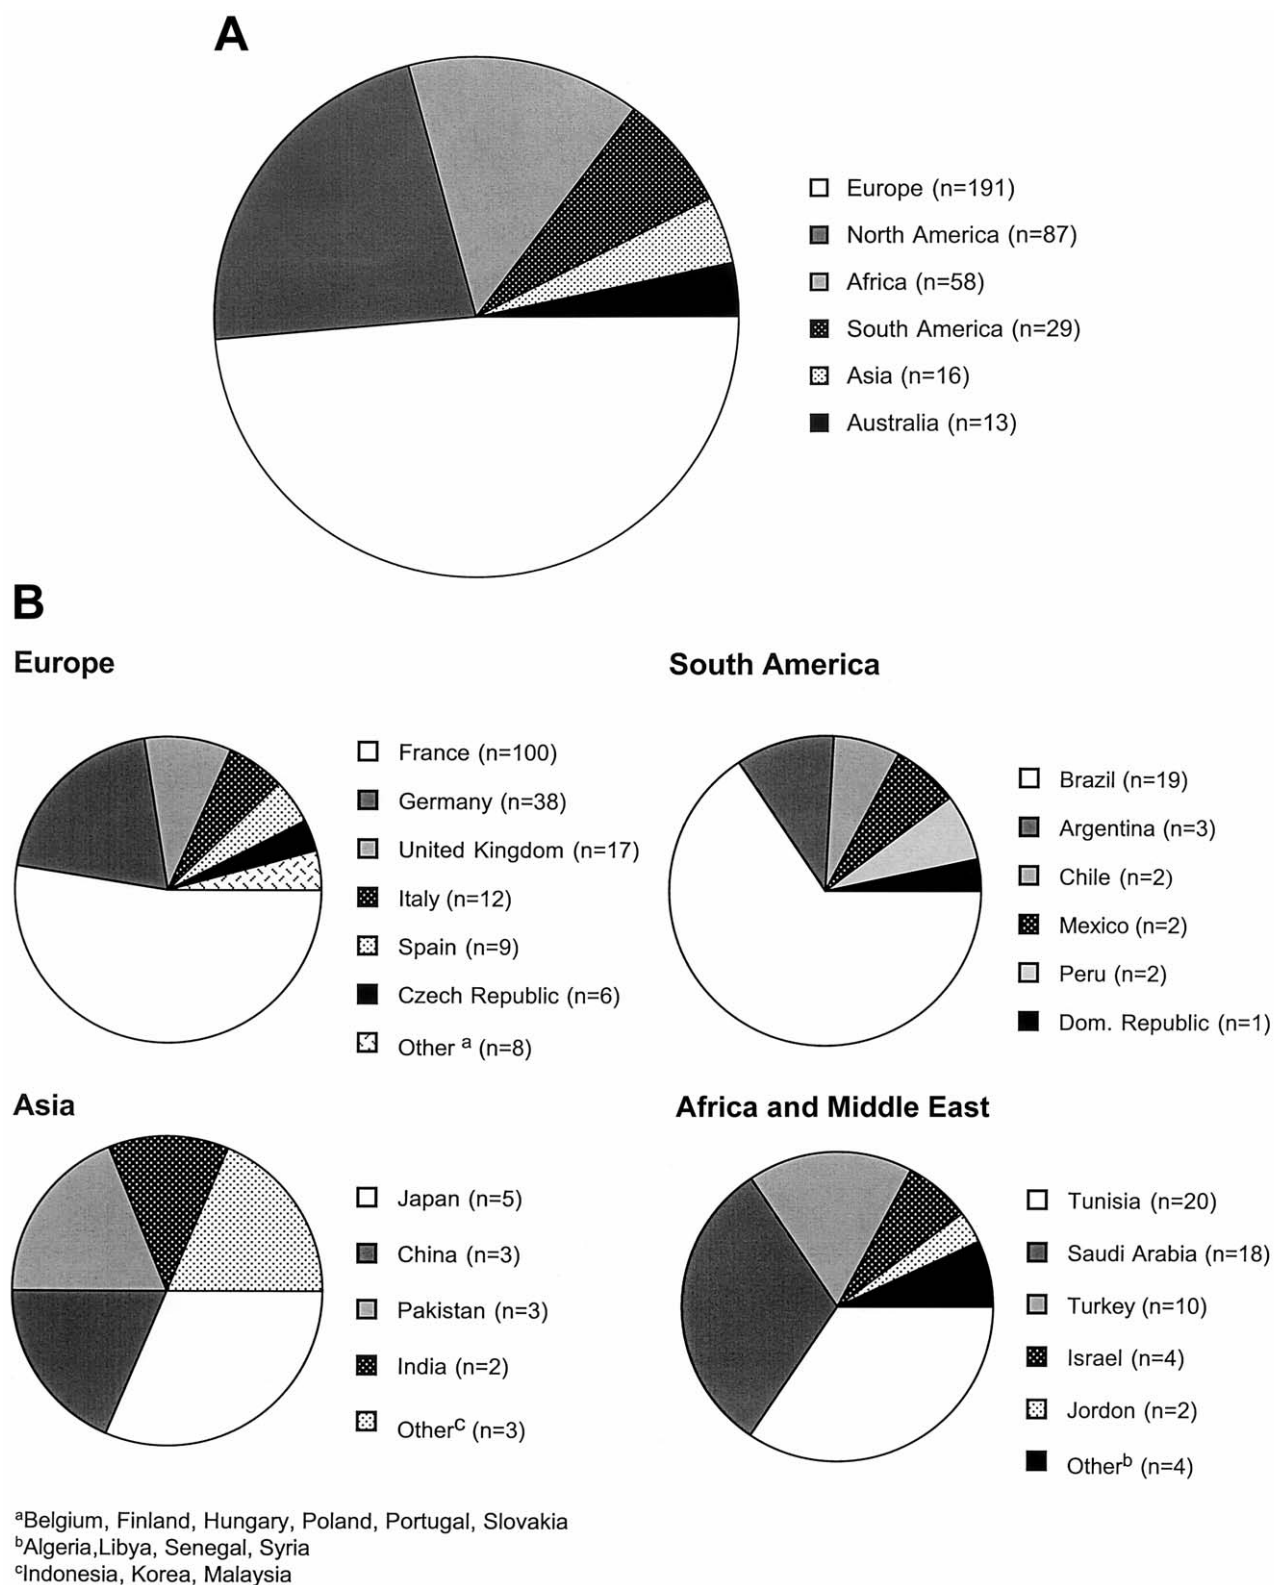 A
Europe (n=191)
North America (n=87)
Africa (n=58)
South America (n=29)
Asia (n=16)
Australia (n=13)
B
Europe
France (n=100)
Germany (n=38)
United Kingdom (n=17)
Italy (n=12)
Spain (n=9)
Czech Republic (n=6)
Other a (n=8)
South America
Brazil (n=19)
Argentina (n=3)
Chile (n=2)
Mexico (n=2)
Peru (n=2)
Dom. Republic (n=1)
Asia
Japan (n=5)
China (n=3)
Pakistan (n=3)
India (n=2)
Otherc (n=3)
Africa and Middle East
Tunisia (n=20)
Saudi Arabia (n=18)
Turkey (n=10)
Israel (n=4)
Jordon (n=2)
Otherb (n=4)
aBelgium, Finland, Hungary, Poland, Portugal, Slovakia
bAlgeria,Libya, Senegal, Syria
cIndonesia, Korea, Malaysia